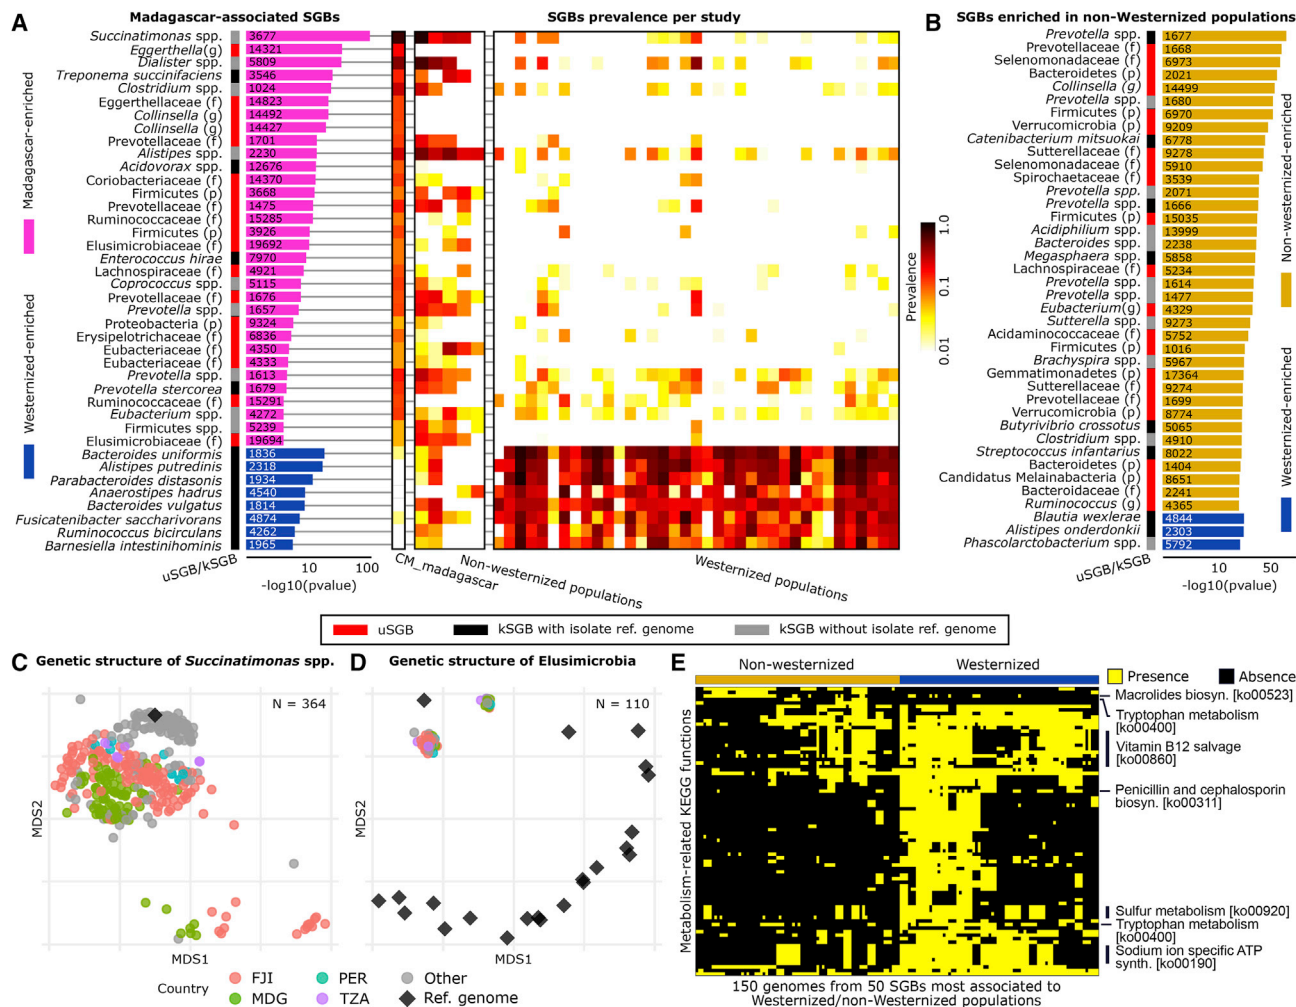 A
Madagascar-associated SGBs
SGBs prevalence per study
B
SGBs enriched in non-Westernized populations
Madagascar-enriched
Westernized-enriched
Succinatimonas spp. 3677
Eggerthella(g) 14321
Dialister spp. 5809
Treponema succinifaciens 3546
Clostridium spp. 1024
Eggerthellaceae (f) 14823
Collinsella (g) 14492
Collinsella (g) 14427
Prevotellaceae (f) 1701
Alistipes spp. 2230
Acidovorax spp. 12676
Coriobacteriaceae (f) 14370
Firmicutes (p) 3668
Prevotellaceae (f) 1475
Ruminococcaceae (f) 15285
Firmicutes (p) 3926
Elusimicrobiaceae (f) 19692
Enterococcus hirae 7970
Lachnospiraceae (f) 4921
Coprococcus spp. 5115
Prevotellaceae (f) 1676
Prevotella spp. 1657
Proteobacteria (p) 9324
Erysipelotrichaceae (f) 6836
Eubacteriaceae (f) 4350
Eubacteriaceae (f) 4333
Prevotella spp. 1613
Prevotella stercorea 1679
Ruminococcaceae (f) 15291
Eubacterium spp. 4272
Firmicutes spp. 5239
Elusimicrobiaceae (f) 19694
Bacteroides uniformis 1836
Alistipes putredinis 2318
Parabacteroides distasonis 1934
Anaerostipes hadrus 4540
Bacteroides vulgatus 1814
Fusicatenibacter saccharivorans 4874
Ruminococcus bicirculans 4262
Barnesiella intestinihominis 1965
uSGB/kSGB
10 100
-log10(pvalue)
CM_madagascar
Non-westernized populations
Westernized populations
Prevalence
1.0
0.1
0.01
Prevotella spp. 1677
Prevotellaceae (f) 1668
Selenomonadaceae (f) 6973
Bacteroidetes (p) 2021
Collinsella (g) 14499
Prevotella spp. 1680
Firmicutes (p) 6970
Verrucomicrobia (p) 9209
Catenibacterium mitsuokai 6778
Sutterellaceae (f) 9278
Selenomonadaceae (f) 5910
Spirochaetaceae (f) 3539
Prevotella spp. 2071
Prevotella spp. 1666
Firmicutes (p) 15035
Acidiphilium spp. 13999
Bacteroides spp. 2238
Megasphaera spp. 5858
Lachnospiraceae (f) 5234
Prevotella spp. 1614
Prevotella spp. 1477
Eubacterium(g) 4329
Sutterella spp. 9273
Acidaminococcaceae (f) 5752
Firmicutes (p) 1016
Brachyspira spp. 5967
Gemmatimonadetes (p) 17364
Sutterellaceae (f) 9274
Prevotellaceae (f) 1699
Verrucomicrobia (p) 8774
Butyrivibrio crossotus 5065
Clostridium spp. 4910
Streptococcus infantarius 8022
Bacteroidetes (p) 1404
Candidatus Melainabacteria (p) 8651
Bacteroidaceae (f) 2241
Ruminococcus (g) 4365
Blautia wexlerae 4844
Alistipes onderdonkii 2303
Phascolarctobacterium spp. 5792
uSGB/kSGB
10 50
-log10(pvalue)
Non-westernized-enriched
Westernized-enriched
uSGB
kSGB with isolate ref. genome
kSGB without isolate ref. genome
C
Genetic structure of Succinatimonas spp.
N = 364
MDS2
MDS1
D
Genetic structure of Elusimicrobia
N = 110
MDS2
MDS1
Country
FJI
MDG
PER
TZA
Other
Ref. genome
E
Non-westernized
Westernized
Presence
Absence
Metabolism-related KEGG functions
Macrolides biosyn. [ko00523]
Tryptophan metabolism
[ko00400]
Vitamin B12 salvage
[ko00860]
Penicillin and cephalosporin
biosyn. [ko00311]
Sulfur metabolism [ko00920]
Tryptophan metabolism
[ko00400]
Sodium ion specific ATP
synth. [ko00190]
150 genomes from 50 SGBs most associated to
Westernized/non-Westernized populations